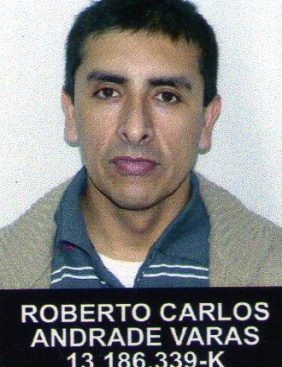 ROBERTO CARLOS
ANDRADE VARAS
13.186.339-K